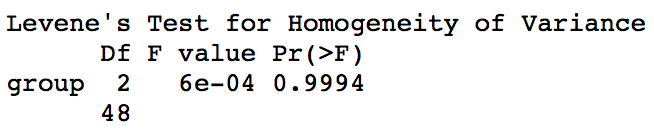 Levene's Test for Homogeneity of Variance
Df F value Pr(>F)
group 2 6e-04 0.9994
48